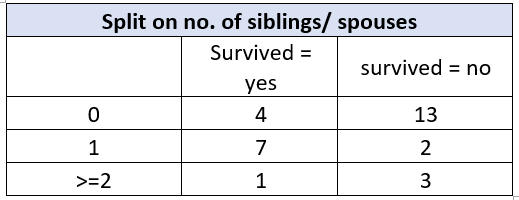 Split on no. of siblings/ spouses
Survived =
yes
survived = no
0 4 13
1 7 2
>=2 1 3